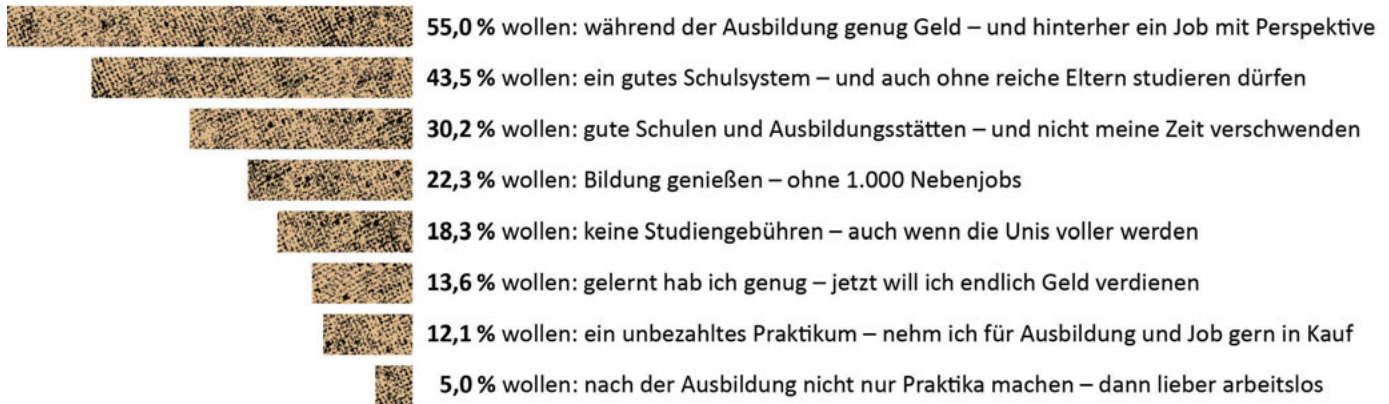 55,0 % wollen: während der Ausbildung genug Geld – und hinterher ein Job mit Perspektive
43,5 % wollen: ein gutes Schulsystem – und auch ohne reiche Eltern studieren dürfen
30,2 % wollen: gute Schulen und Ausbildungsstätten – und nicht meine Zeit verschwenden
22,3 % wollen: Bildung genießen – ohne 1.000 Nebenjobs
18,3 % wollen: keine Studiengebühren – auch wenn die Unis voller werden
13,6 % wollen: gelernt hab ich genug – jetzt will ich endlich Geld verdienen
12,1 % wollen: ein unbezahltes Praktikum – nehm ich für Ausbildung und Job gern in Kauf
5,0 % wollen: nach der Ausbildung nicht nur Praktika machen – dann lieber arbeitslos